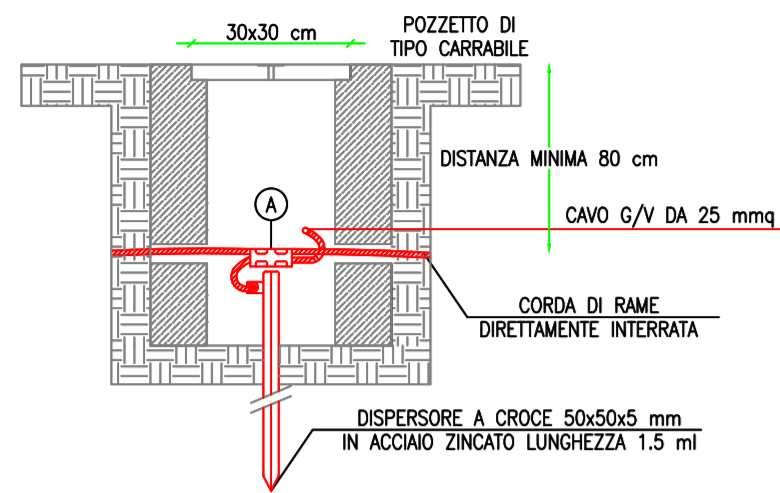 30x30 cm
POZZETTO DI
TIPO CARRABILE
DISTANZA MINIMA 80 cm
A
CAVO G/V DA 25 mmq
CORDA DI RAME
DIRETTAMENTE INTERRATA
DISPERSORE A CROCE 50x50x5 mm
IN ACCIAIO ZINCATO LUNGHEZZA 1.5 ml